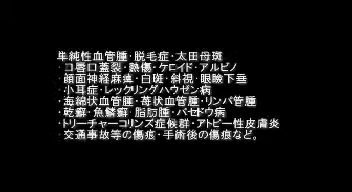 単純性血管腫・脱毛症・太田母斑
・口唇口蓋裂・熱傷・ケロイド・アルビノ
・顔面神経麻痺・白斑・斜視・眼瞼下垂
・小耳症・レックリングハウゼン病
・海綿状血管腫・苺状血管腫・リンパ管腫
・乾癬・魚鱗癬・脂肪腫・バセドウ病
・トリーチャーコリンズ症候群・アトピー性皮膚炎
・交通事故等の傷痕・手術後の傷痕など。